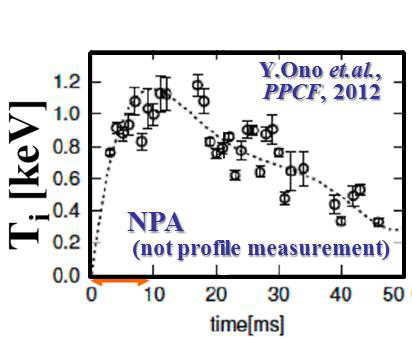 Y.Ono et.al.,
PPCF, 2012
Ti [keV]
1.2
1.0
0.8
0.6
0.4
0.2
0.0
NPA
(not profile measurement)
0 10 20 30 40 50
time[ms]